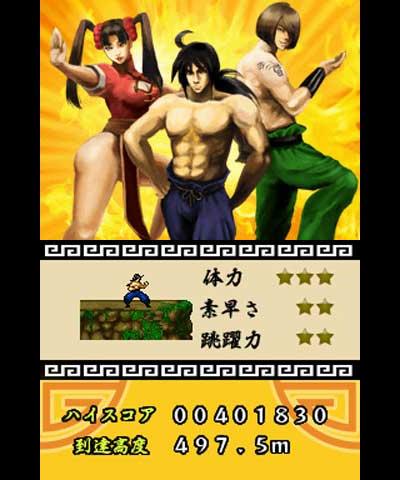 体力 ★★★
素早さ ★★
跳躍力 ★★
ハイスコア 00401830
到達高度 497.5m